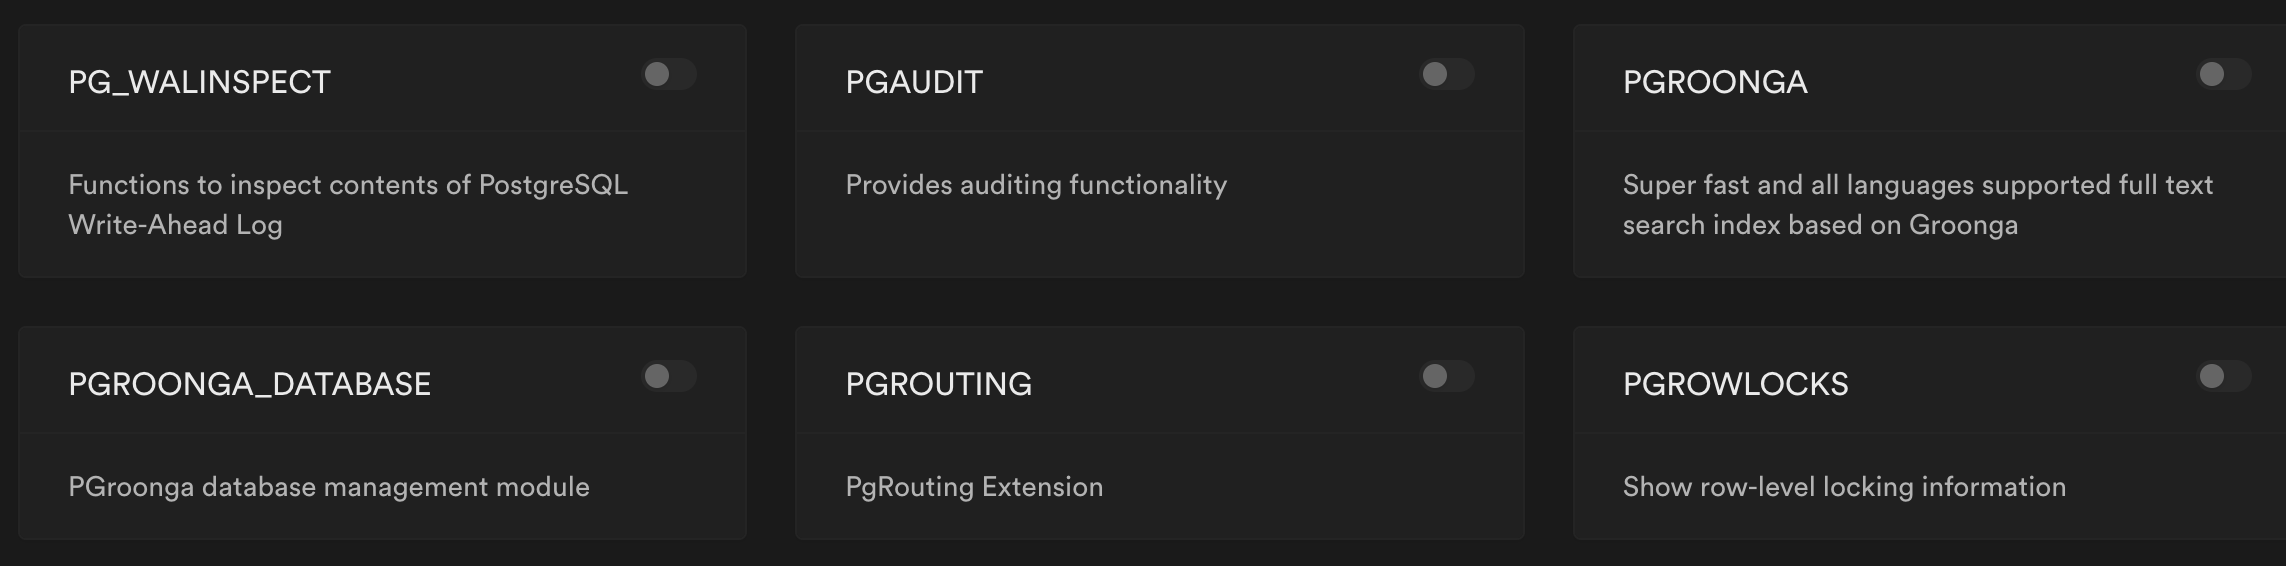 PG_WALINSPECT
Functions to inspect contents of PostgreSQL
Write-Ahead Log
PGAUDIT
Provides auditing functionality
PGROONGA
Super fast and all languages supported full text
search index based on Groonga
PGROONGA_DATABASE
PGroonga database management module
PGROUTING
PgRouting Extension
PGROWLOCKS
Show row-level locking information